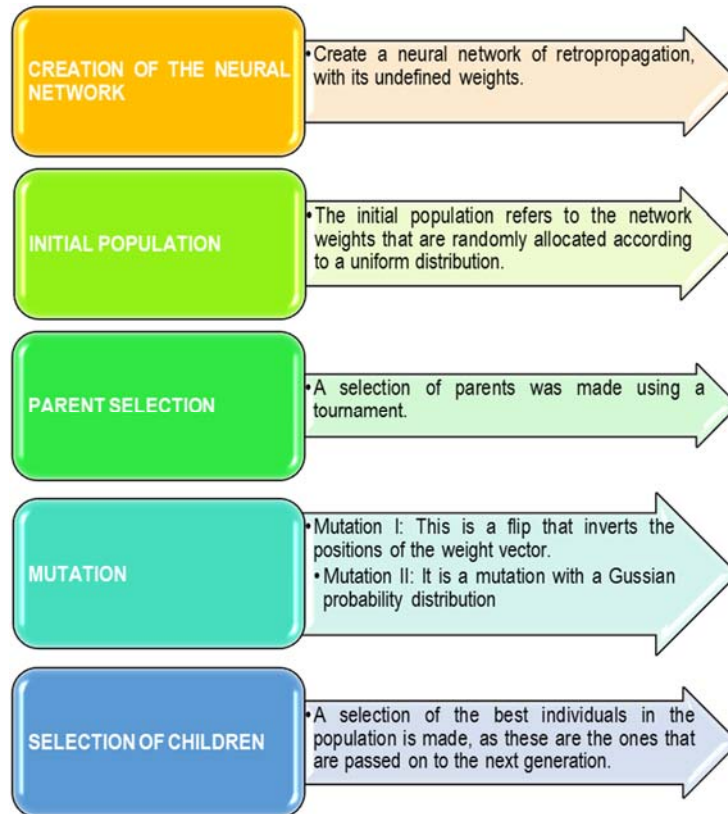 CREATION OF THE NEURAL
NETWORK
•Create a neural network of retropropagation,
with its undefined weights.
INITIAL POPULATION
•The initial population refers to the network
weights that are randomly allocated according
to a uniform distribution.
PARENT SELECTION
•A selection of parents was made using a
tournament.
MUTATION
•Mutation I: This is a flip that inverts the
positions of the weight vector.
•Mutation II: It is a mutation with a Gussian
probability distribution
SELECTION OF CHILDREN
•A selection of the best individuals in the
population is made, as these are the ones that
are passed on to the next generation.